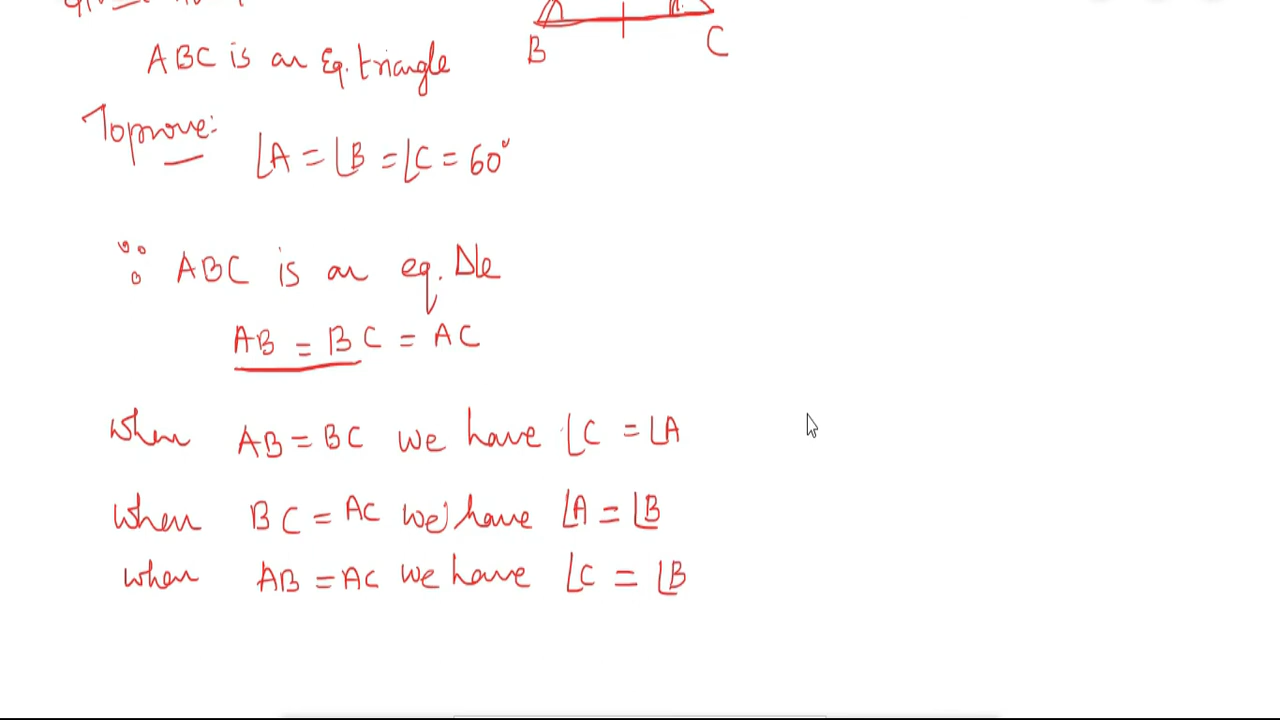 B C
ABC is an Eq. triangle
To prove:
∠A = ∠B = ∠C = 60°
∵ ABC is an eq. Δle
AB = BC = AC
when AB = BC we have ∠C = ∠A
when BC = AC we have ∠A = ∠B
when AB = AC we have ∠C = ∠B